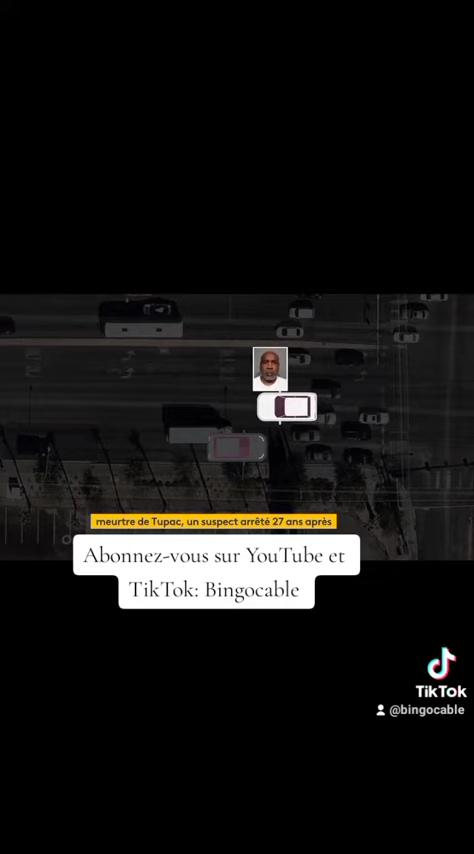 meurtre de Tupac, un suspect arrêté 27 ans après
Abonnez-vous sur YouTube et
TikTok: Bingocable
TikTok
@bingocable